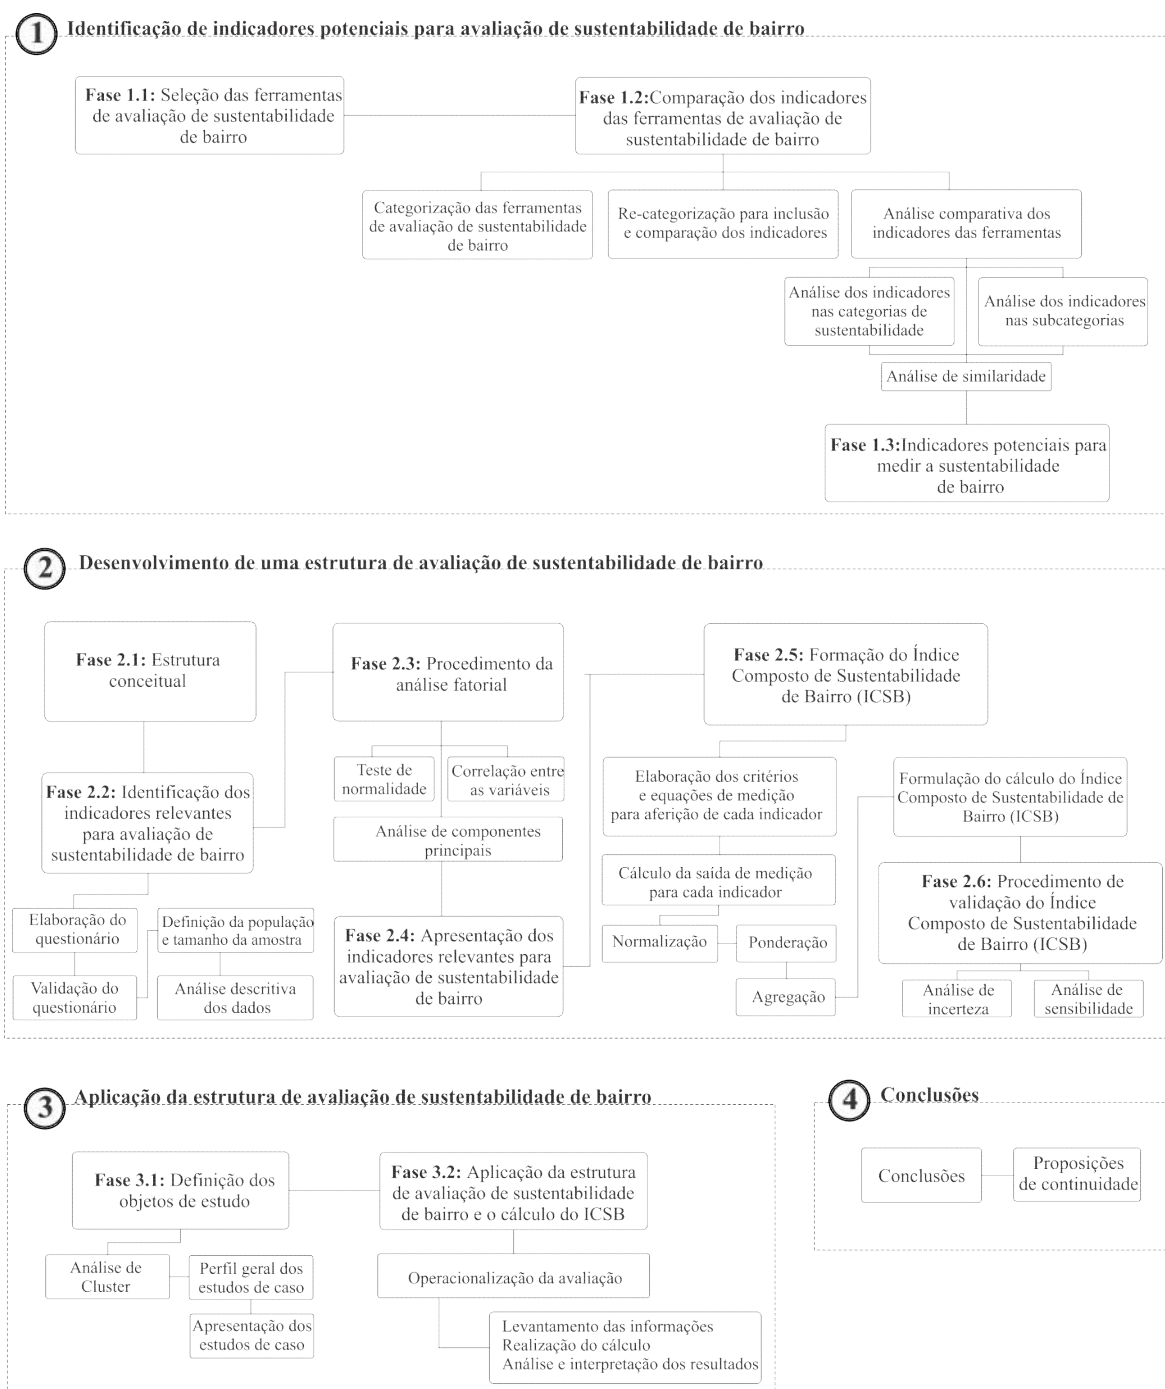 1 Identificação de indicadores potenciais para avaliação de sustentabilidade de bairro
Fase 1.1: Seleção das ferramentas
de avaliação de sustentabilidade
de bairro
Fase 1.2:Comparação dos indicadores
das ferramentas de avaliação de
sustentabilidade de bairro
Categorização das ferramentas
de avaliação de sustentabilidade
de bairro
Re-categorização para inclusão
e comparação dos indicadores
Análise comparativa dos
indicadores das ferramentas
Análise dos indicadores
nas categorias de
sustentabilidade
Análise dos indicadores
nas subcategorias
Análise de similaridade
Fase 1.3:Indicadores potenciais para
medir a sustentabilidade
de bairro
2 Desenvolvimento de uma estrutura de avaliação de sustentabilidade de bairro
Fase 2.1: Estrutura
conceitual
Fase 2.2: Identificação dos
indicadores relevantes
para avaliação de
sustentabilidade de bairro
Elaboração do
questionário
Definição da população
e tamanho da amostra
Validação do
questionário
Análise descritiva
dos dados
Fase 2.3: Procedimento da
análise fatorial
Teste de
normalidade
Correlação entre
as variáveis
Análise de componentes
principais
Fase 2.4: Apresentação dos
indicadores relevantes para
avaliação de sustentabilidade
de bairro
Fase 2.5: Formação do Índice
Composto de Sustentabilidade
de Bairro (ICSB)
Elaboração dos critérios
e equações de medição
para aferição de cada indicador
Cálculo da saída de medição
para cada indicador
Normalização
Ponderação
Agregação
Formulação do cálculo do Índice
Composto de Sustentabilidade de
Bairro (ICSB)
Fase 2.6: Procedimento de
validação do Índice
Composto de Sustentabilidade
de Bairro (ICSB)
Análise de
incerteza
Análise de
sensibilidade
3 Aplicação da estrutura de avaliação de sustentabilidade de bairro
Fase 3.1: Definição dos
objetos de estudo
Análise de
Cluster
Perfil geral dos
estudos de caso
Apresentação dos
estudos de caso
Fase 3.2: Aplicação da estrutura
de avaliação de sustentabilidade
de bairro e o cálculo do ICSB
Operacionalização da avaliação
Levantamento das informações
Realização do cálculo
Análise e interpretação dos resultados
4 Conclusões
Conclusões
Proposições
de continuidade